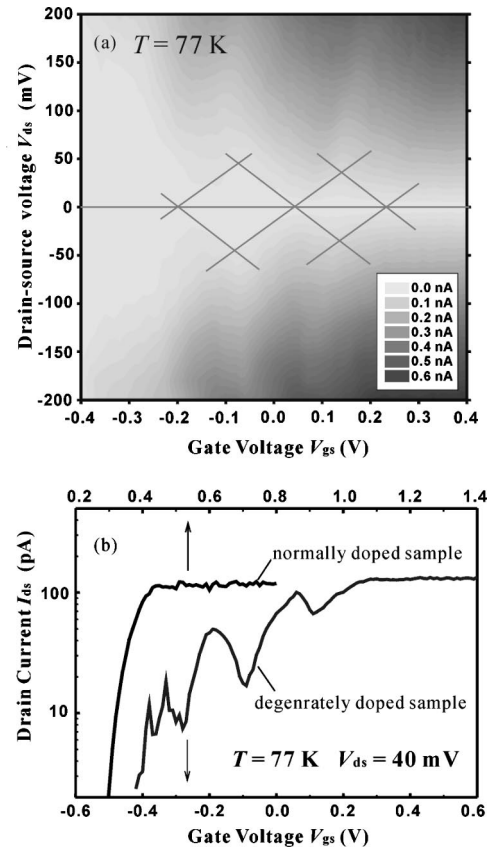 (a) T = 77 K
Drain-source voltage Vds (mV)
200
150
100
50
0
-50
-100
-150
-200
0.0 nA
0.1 nA
0.2 nA
0.3 nA
0.4 nA
0.5 nA
0.6 nA
-0.4 -0.3 -0.2 -0.1 0.0 0.1 0.2 0.3 0.4
Gate Voltage Vgs (V)
0.2 0.4 0.6 0.8 1.0 1.2 1.4
(b)
normally doped sample
degenrately doped sample
Drain Current Ids (pA)
100
10
T = 77 K Vds = 40 mV
-0.6 -0.4 -0.2 0.0 0.2 0.4 0.6
Gate Voltage Vgs (V)